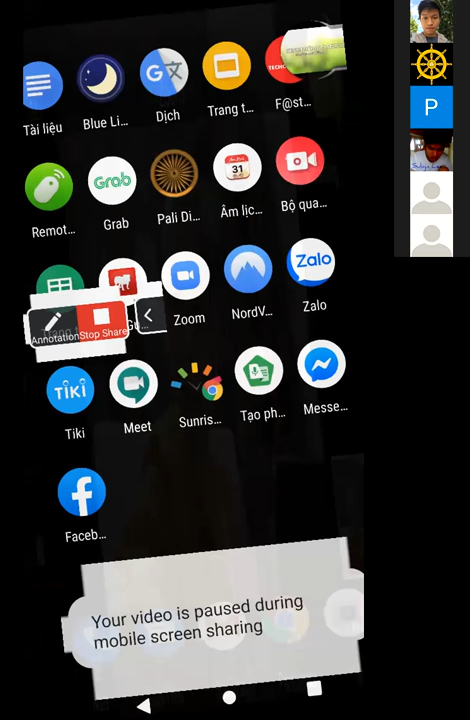 Tài liệu
Blue Li...
Dịch
Trang t...
F@st...
Remot...
Grab
Grab
Pali Di...
31
Âm lịc...
Bộ qua...
Annotation
Stop Share
Zoom
NordV...
Zalo
Zalo
TiKi
Tiki
Meet
Sunris...
Tạo ph...
Messe...
Faceb...
Your video is paused during
mobile screen sharing
P